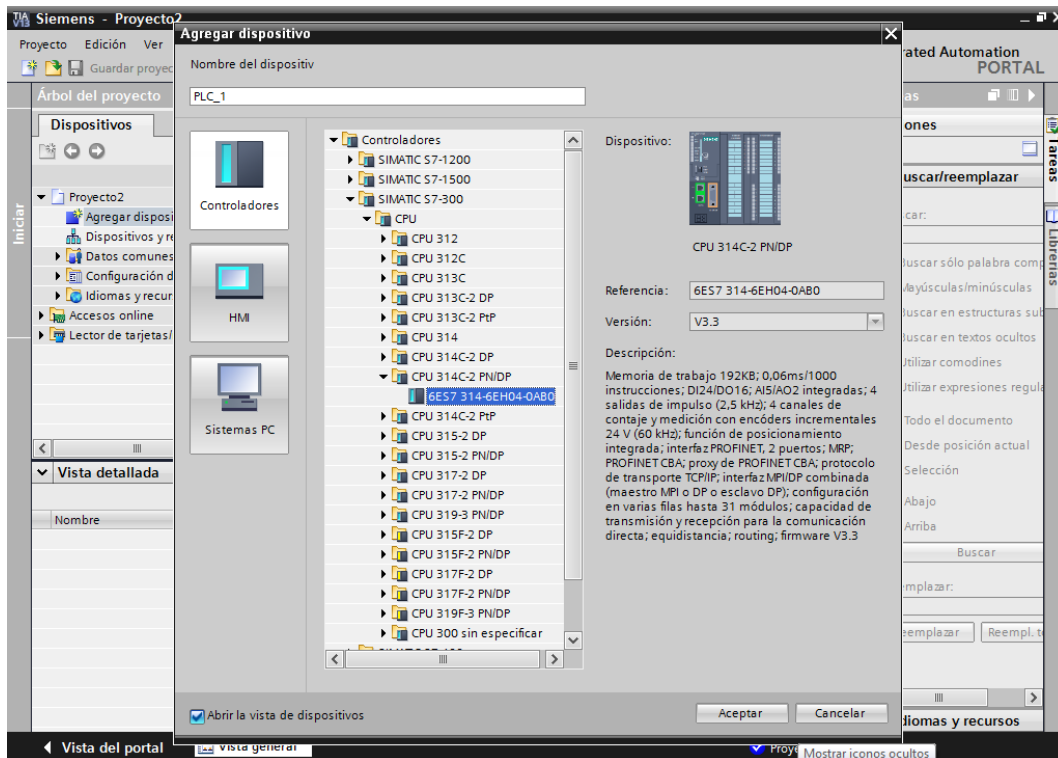 Siemens - Proyecto2
Proyecto Edición Ver
Guardar proyec
rated Automation
PORTAL
Árbol del proyecto
Dispositivos
Iniciar
Proyecto2
Agregar disposi
Dispositivos y re
Datos comunes
Configuración d
Idiomas y recur
Accesos online
Lector de tarjetas/
Vista detallada
Nombre
Agregar dispositivo
Nombre del dispositiv
PLC_1
Controladores
HMI
Sistemas PC
Controladores
SIMATIC S7-1200
SIMATIC S7-1500
SIMATIC S7-300
CPU
CPU 312
CPU 312C
CPU 313C
CPU 313C-2 DP
CPU 313C-2 PtP
CPU 314
CPU 314C-2 DP
CPU 314C-2 PN/DP
6ES7 314-6EH04-0AB0
CPU 314C-2 PtP
CPU 315-2 DP
CPU 315-2 PN/DP
CPU 317-2 DP
CPU 317-2 PN/DP
CPU 319-3 PN/DP
CPU 315F-2 DP
CPU 315F-2 PN/DP
CPU 317F-2 DP
CPU 317F-2 PN/DP
CPU 319F-3 PN/DP
CPU 300 sin especificar
Dispositivo:
CPU 314C-2 PN/DP
Referencia: 6ES7 314-6EH04-0AB0
Versión: V3.3
Descripción:
Memoria de trabajo 192KB; 0,06ms/1000
instrucciones; DI24/DO16; AI5/AO2 integradas; 4
salidas de impulso (2,5 kHz); 4 canales de
contaje y medición con encóders incrementales
24 V (60 kHz); función de posicionamiento
integrada; interfaz PROFINET, 2 puertos; MRP;
PROFINET CBA; proxy de PROFINET CBA; protocolo
de transporte TCP/IP; interfaz MPI/DP combinada
(maestro MPI o DP o esclavo DP); configuración
en varias filas hasta 31 módulos; capacidad de
transmisión y recepción para la comunicación
directa; equidistancia; routing; firmware V3.3
Abrir la vista de dispositivos
Aceptar
Cancelar
as
ones
uscar/reemplazar
car:
Buscar sólo palabra comp
Mayúsculas/minúsculas
Buscar en estructuras sub
Buscar en textos ocultos
Utilizar comodines
Utilizar expresiones regula
Todo el documento
Desde posición actual
Selección
Abajo
Arriba
Buscar
emplazar:
eemplazar
Reempl. t
diomas y recursos
Tareas
Librerías
Vista del portal
Vista general
Proye
Mostrar iconos ocultos